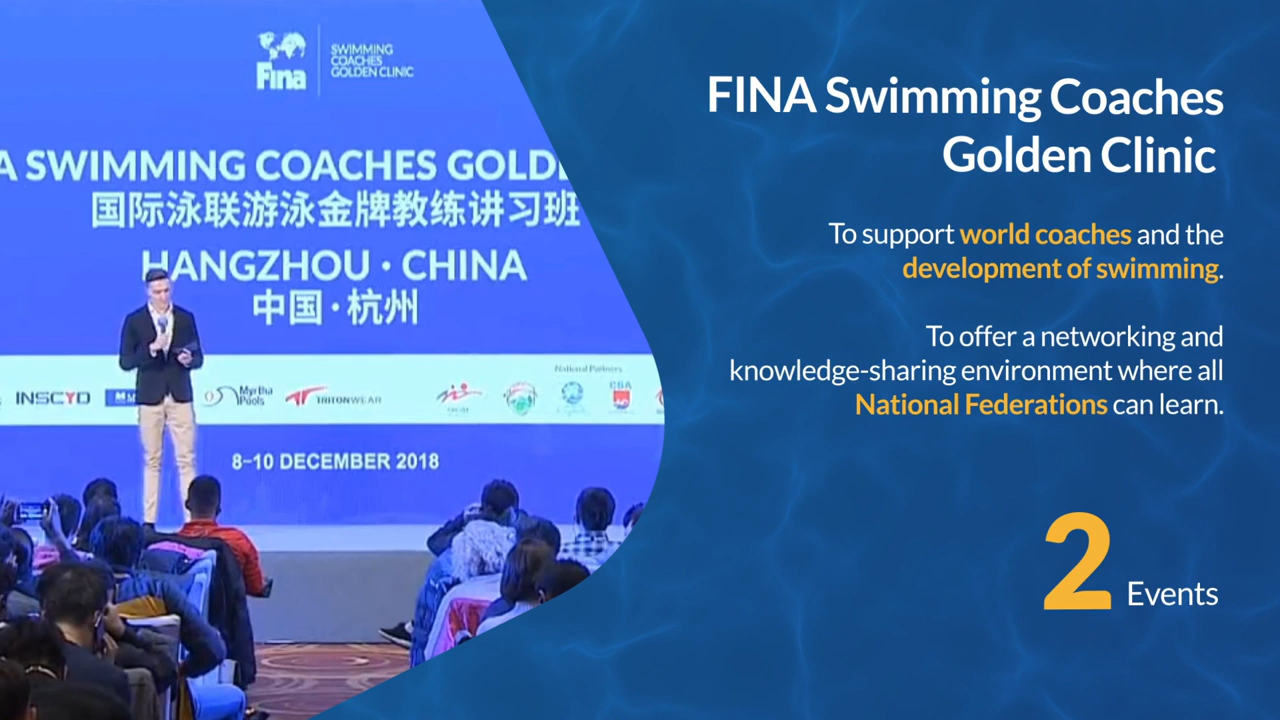 Fina
SWIMMING
COACHES
GOLDEN CLINIC
A SWIMMING COACHES GOLD
国际泳联游泳金牌教练讲习班
HANGZHOU · CHINA
中国·杭州
National Partners
INSCYD
Myrtha
Pools
TRITONWEAR
CSA
8-10 DECEMBER 2018
FINA Swimming Coaches
Golden Clinic
To support world coaches and the
development of swimming.
To offer a networking and
knowledge-sharing environment where all
National Federations can learn.
2 Events